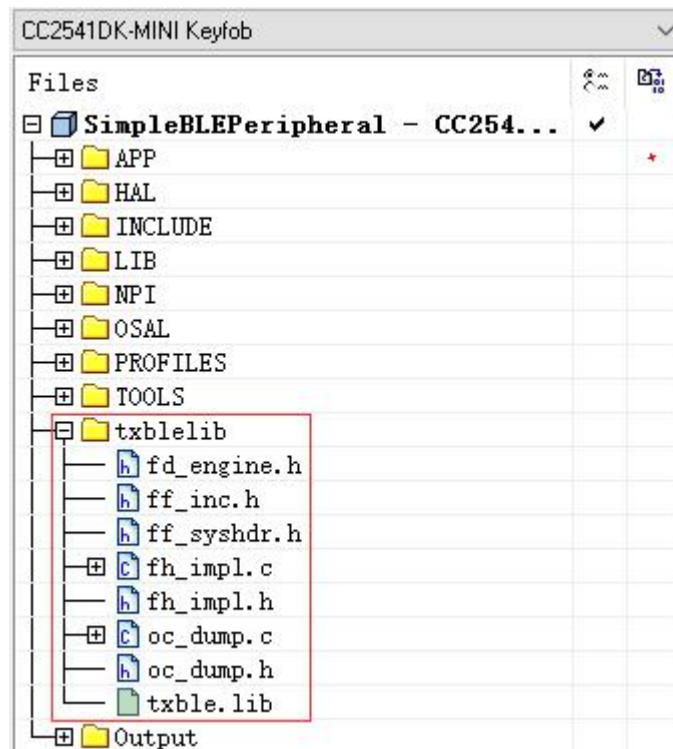 CC2541DK-MINI Keyfob
Files
SimpleBLEPeripheral - CC254...
APP
HAL
INCLUDE
LIB
NPI
OSAL
PROFILES
TOOLS
txblelib
fd_engine.h
ff_inc.h
ff_syshdr.h
fh_impl.c
fh_impl.h
oc_dump.c
oc_dump.h
txble.lib
Output